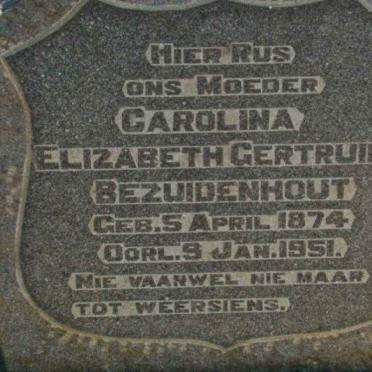 HIER RUS
ONS MOEDER
CAROLINA
ELIZABETH GERTRUI
BEZUIDENHOUT
GEB. 5 APRIL 1874
OORL. 9 JAN. 1951.
NIE VAARWEL NIE MAAR
TOT WEERSIENS.